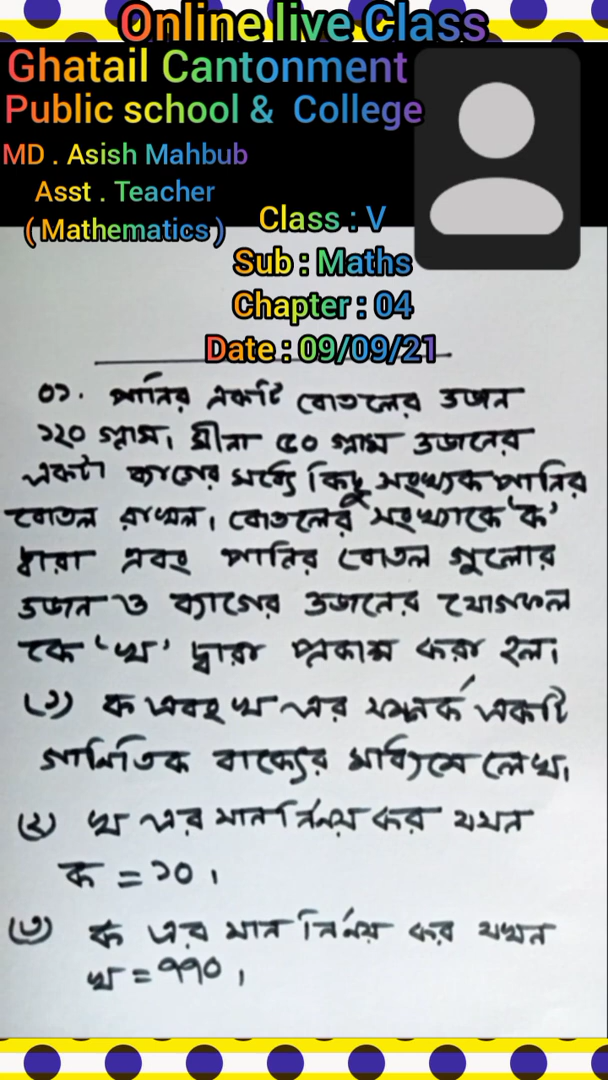 Online live Class
Ghatail Cantonment
Public school & College
MD . Asish Mahbub
Asst . Teacher
( Mathematics )
Class : V
Sub : Maths
Chapter : 04
Date : 09/09/21
০১. পানির একটি বোতলের ওজন
১২০ গ্রাম। মীনা ৫০ গ্রাম ওজনের
একটা ব্যাগের মধ্যে কিছু সংখ্যক পানির
বোতল রাখল। বোতলের সংখ্যাকে 'ক'
দ্বারা এবং পানির বোতল গুলোর
ওজন ও ব্যাগের ওজনের যোগফল
কে 'খ' দ্বারা প্রকাশ করা হল।
(১) ক এবং খ এর সম্পর্ক একটি
গাণিতিক বাক্যের মাধ্যমে লেখ।
(২) খ এর মান নির্ণয় কর যখন
ক = ১০।
(৩) ক এর মান নির্ণয় কর যখন
খ = ৭৭০।